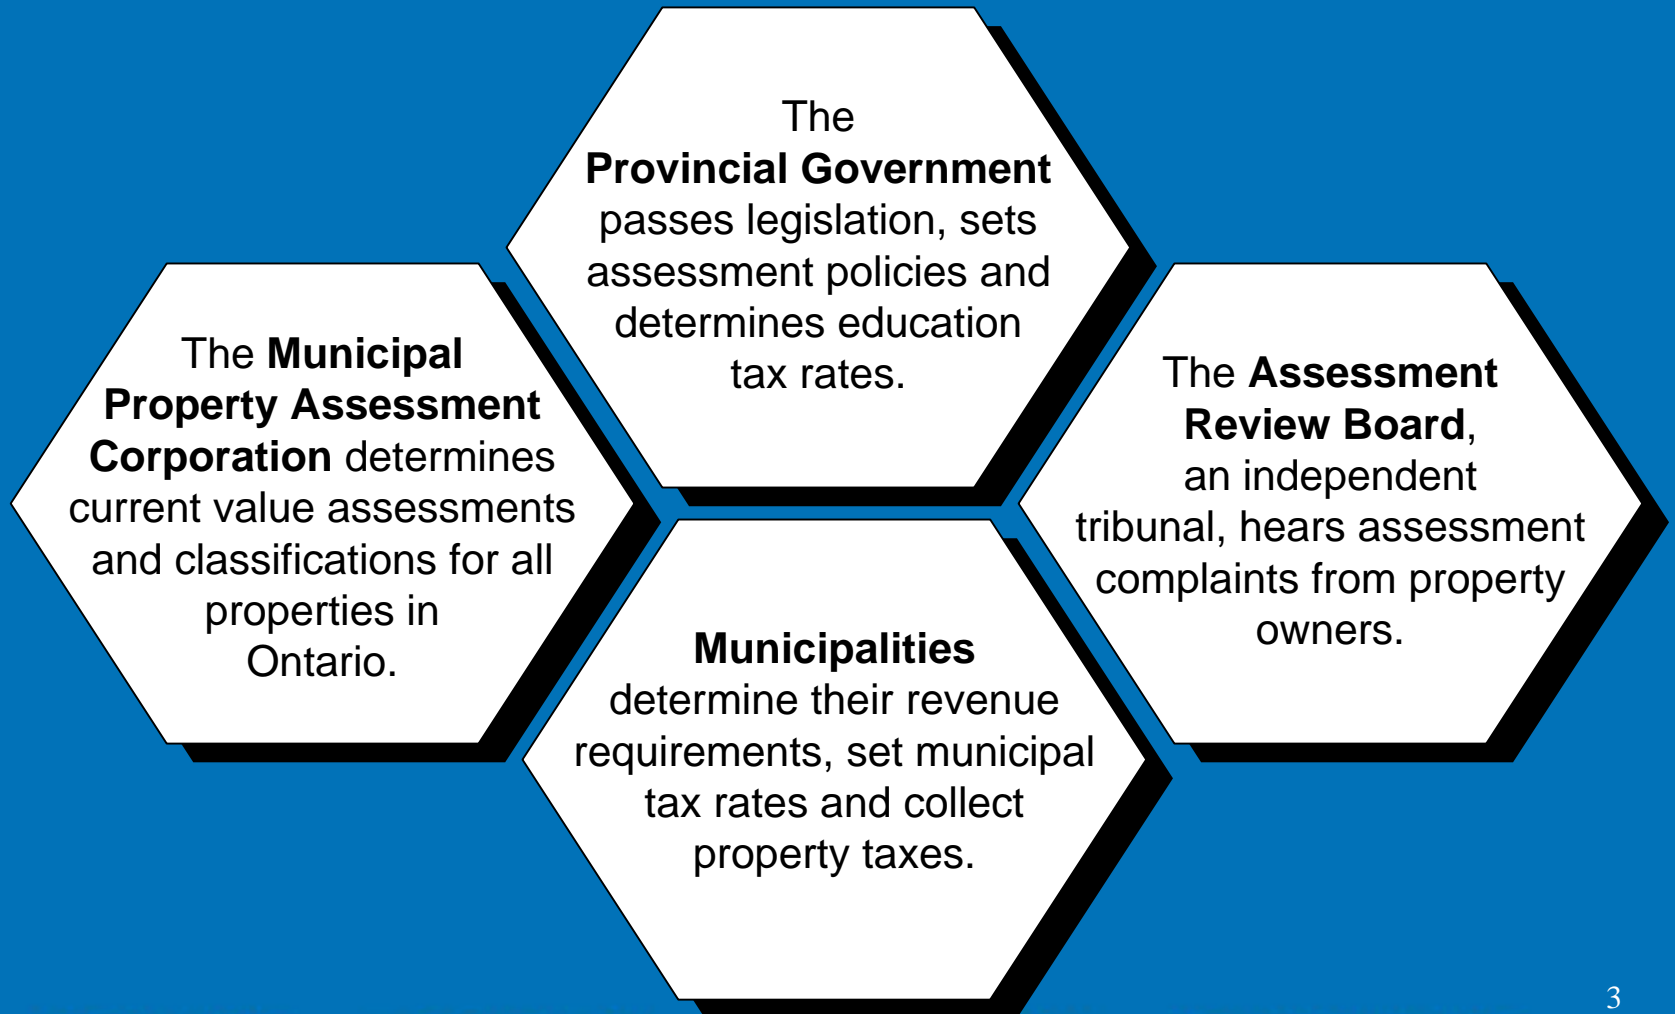 The
Provincial Government
passes legislation, sets
assessment policies and
determines education
tax rates.
The Municipal
Property Assessment
Corporation determines
current value assessments
and classifications for all
properties in
Ontario.
The Assessment
Review Board,
an independent
tribunal, hears assessment
complaints from property
owners.
Municipalities
determine their revenue
requirements, set municipal
tax rates and collect
property taxes.
3